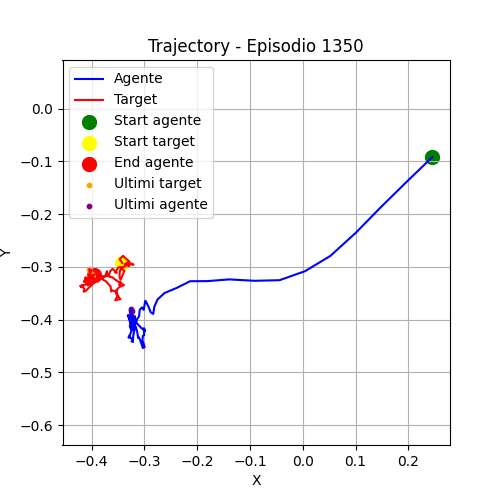 Trajectory - Episodio 1350
Agente
Target
Start agente
Start target
End agente
Ultimi target
Ultimi agente
Y
0.0
−0.1
−0.2
−0.3
−0.4
−0.5
−0.6
−0.4 −0.3 −0.2 −0.1 0.0 0.1 0.2
X